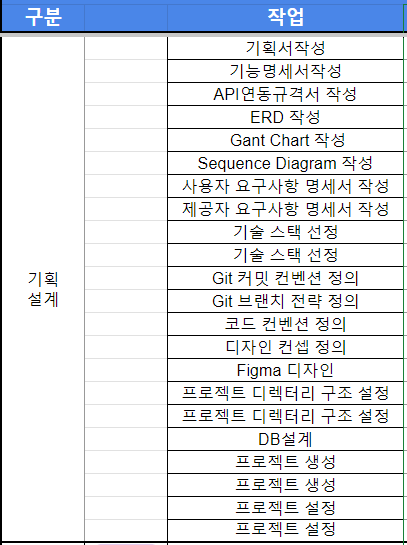 구분
작업
기획서작성
기능명세서작성
API연동규격서 작성
ERD 작성
Gant Chart 작성
Sequence Diagram 작성
사용자 요구사항 명세서 작성
제공자 요구사항 명세서 작성
기술 스택 선정
기술 스택 선정
기획
설계
Git 커밋 컨벤션 정의
Git 브랜치 전략 정의
코드 컨벤션 정의
디자인 컨셉 정의
Figma 디자인
프로젝트 디렉터리 구조 설정
프로젝트 디렉터리 구조 설정
DB설계
프로젝트 생성
프로젝트 생성
프로젝트 설정
프로젝트 설정